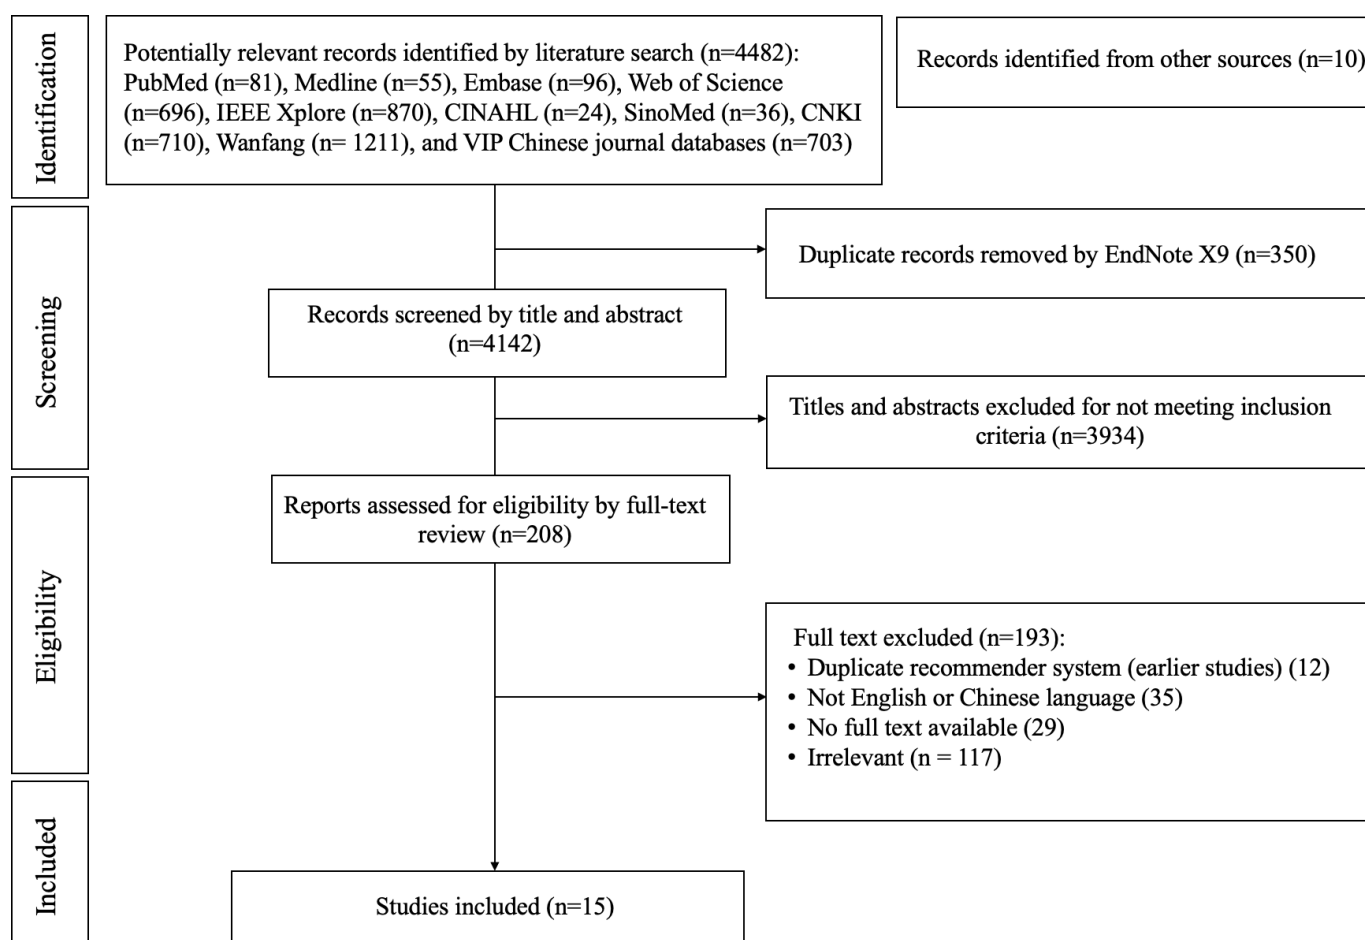 Identification
Potentially relevant records identified by literature search (n=4482):
PubMed (n=81), Medline (n=55), Embase (n=96), Web of Science
(n=696), IEEE Xplore (n=870), CINAHL (n=24), SinoMed (n=36), CNKI
(n=710), Wanfang (n= 1211), and VIP Chinese journal databases (n=703)
Records identified from other sources (n=10)
Screening
Duplicate records removed by EndNote X9 (n=350)
Records screened by title and abstract
(n=4142)
Titles and abstracts excluded for not meeting inclusion
criteria (n=3934)
Eligibility
Reports assessed for eligibility by full-text
review (n=208)
Full text excluded (n=193):
• Duplicate recommender system (earlier studies) (12)
• Not English or Chinese language (35)
• No full text available (29)
• Irrelevant (n = 117)
Included
Studies included (n=15)